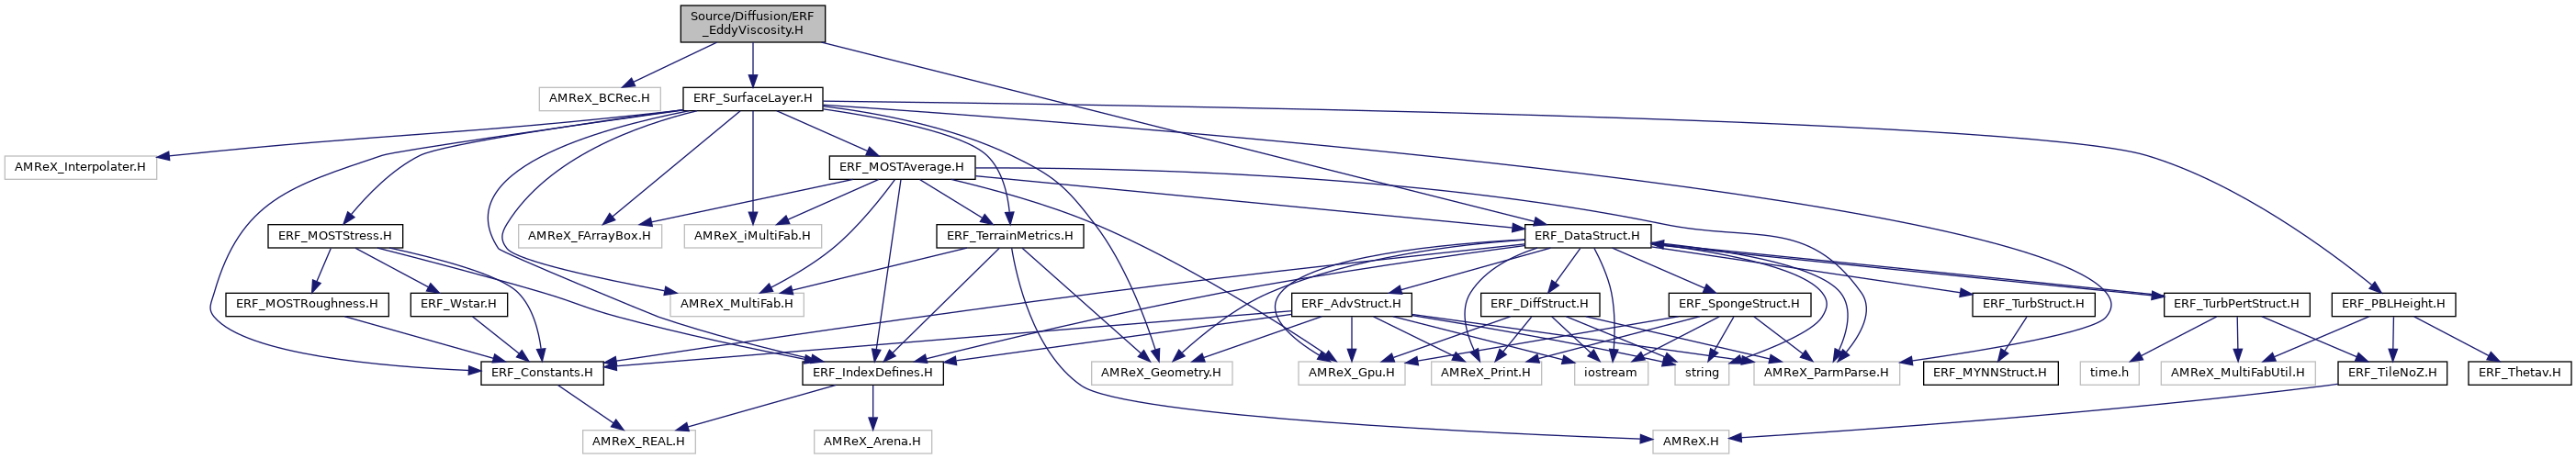 Source/Diffusion/ERF
_EddyViscosity.H
AMReX_BCRec.H
ERF_SurfaceLayer.H
AMReX_Interpolater.H
ERF_MOSTAverage.H
ERF_MOSTStress.H
AMReX_FArrayBox.H
AMReX_iMultiFab.H
ERF_TerrainMetrics.H
ERF_DataStruct.H
ERF_MOSTRoughness.H
ERF_Wstar.H
AMReX_MultiFab.H
ERF_AdvStruct.H
ERF_DiffStruct.H
ERF_SpongeStruct.H
ERF_TurbStruct.H
ERF_TurbPertStruct.H
ERF_PBLHeight.H
ERF_Constants.H
ERF_IndexDefines.H
AMReX_Geometry.H
AMReX_Gpu.H
AMReX_Print.H
iostream
string
AMReX_ParmParse.H
ERF_MYNNStruct.H
time.h
AMReX_MultiFabUtil.H
ERF_TileNoZ.H
ERF_Thetav.H
AMReX_REAL.H
AMReX_Arena.H
AMReX.H